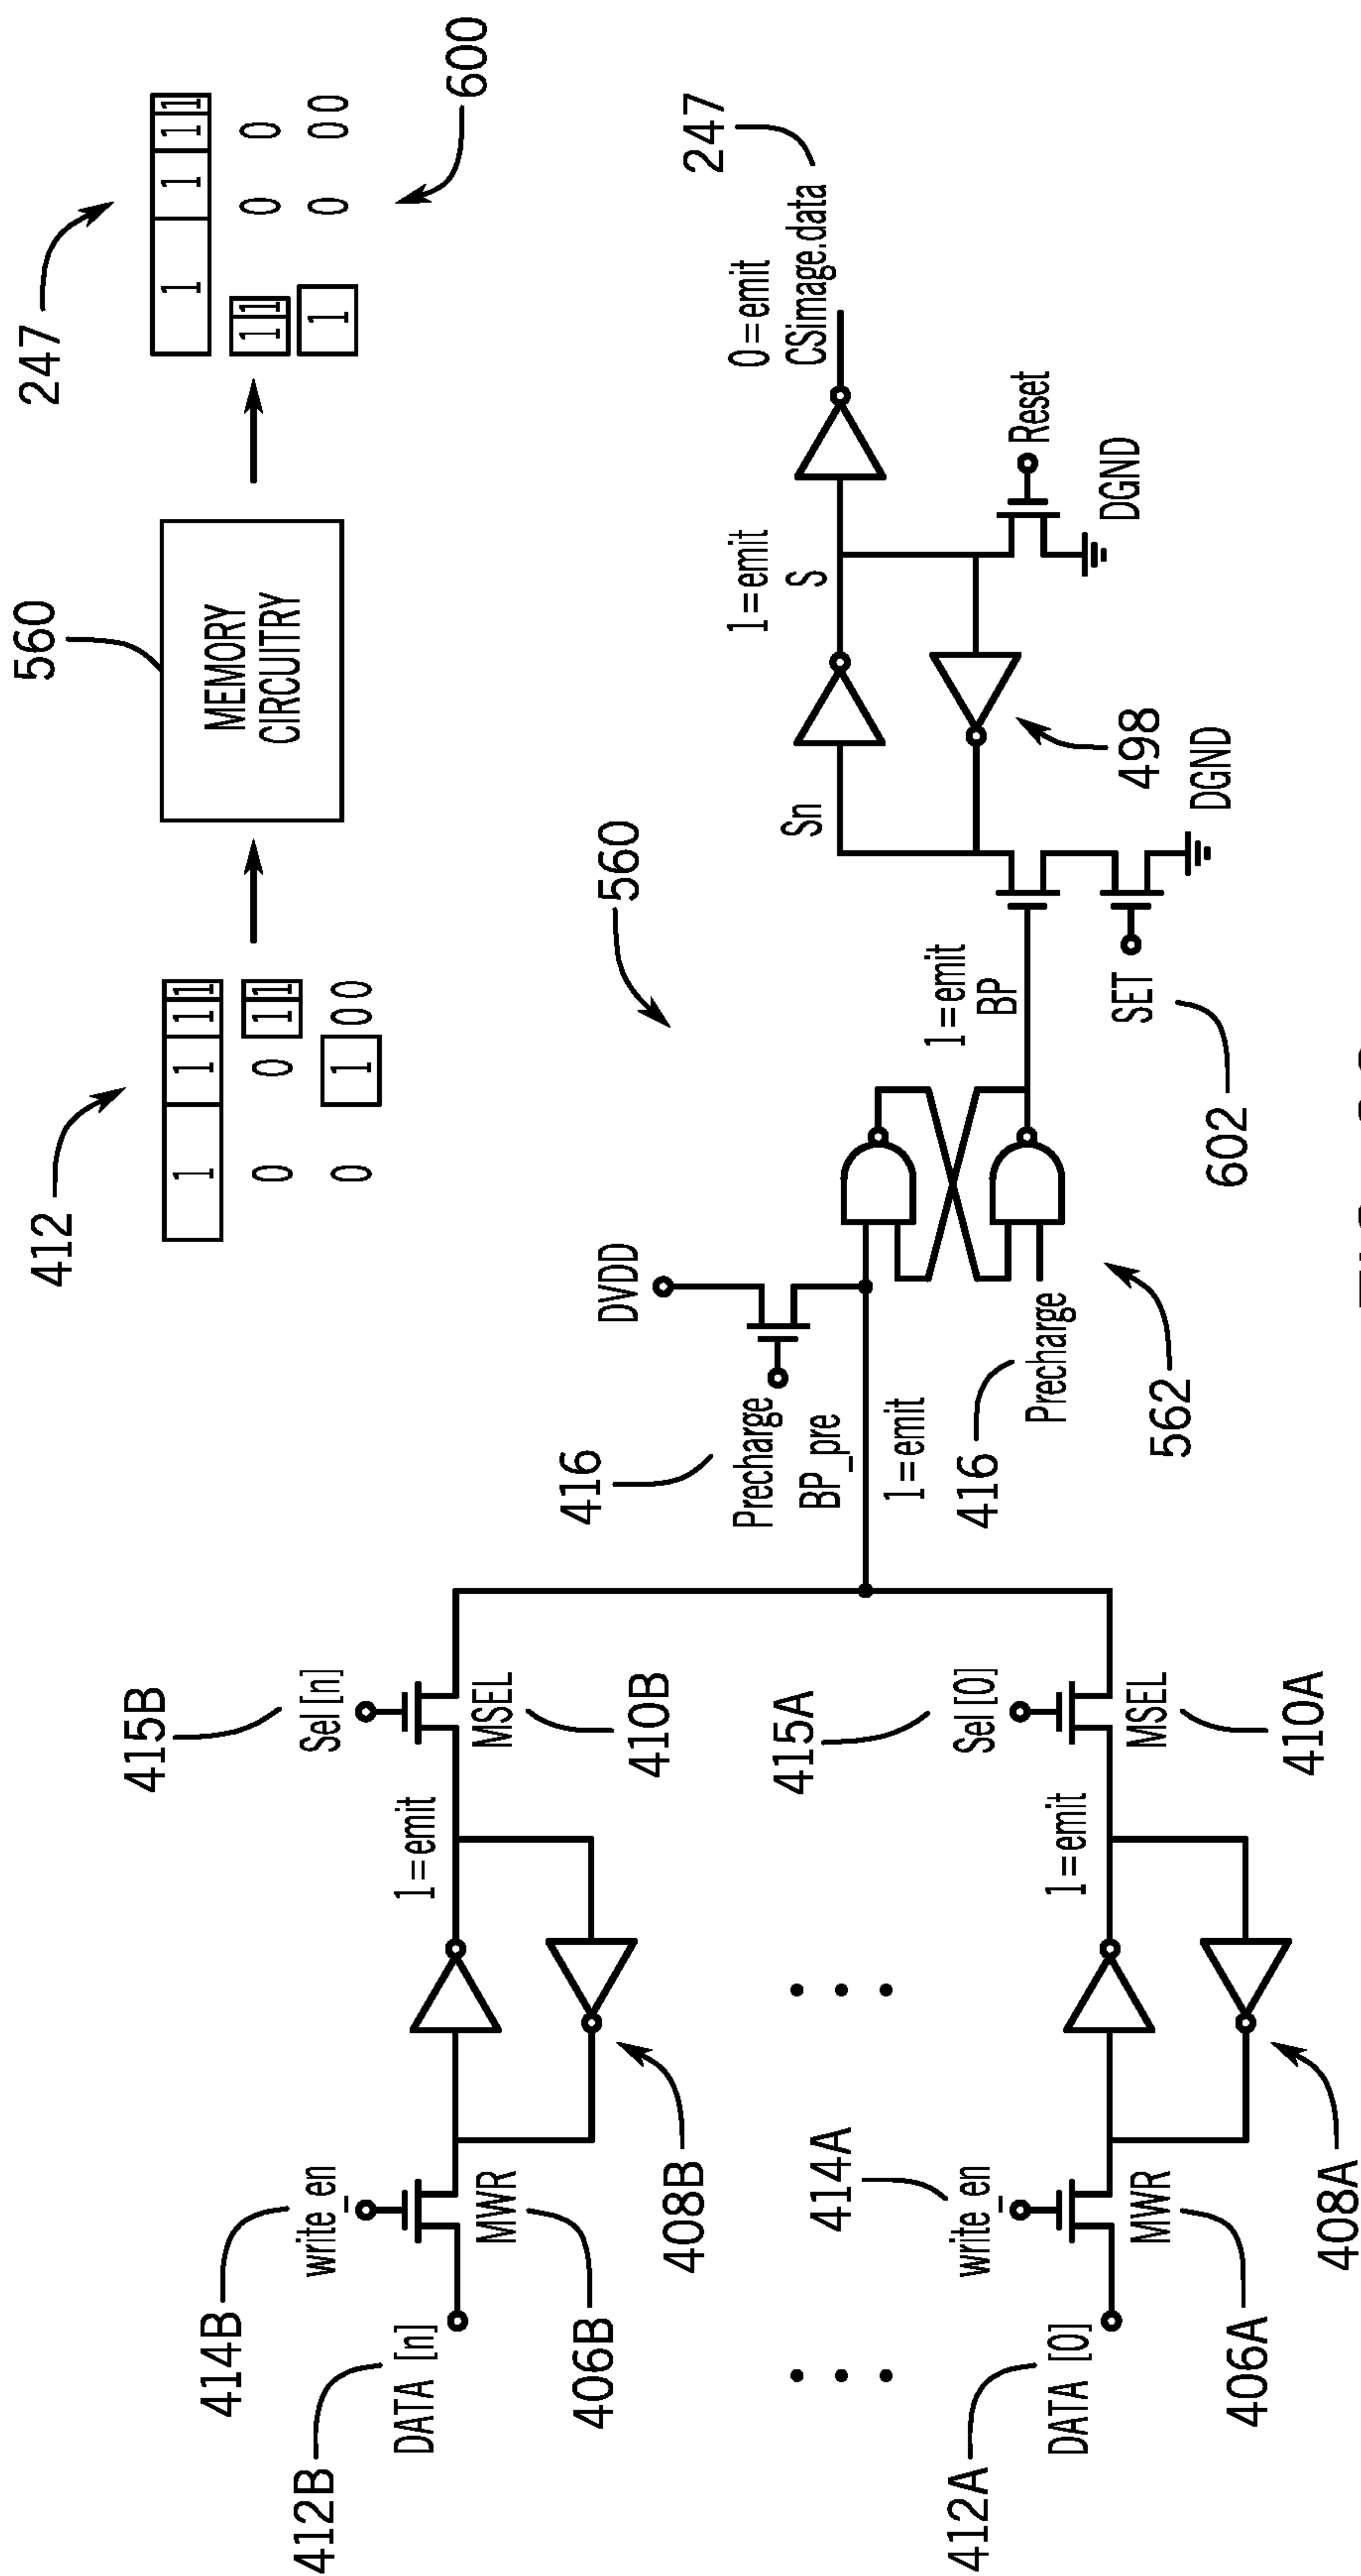 412
1 1 1 1
0 0 1 1
0 1 0 0
560
MEMORY
CIRCUITRY
247
1 1 1 1
1 1 0 0
1 0 0 0
600
414B
write_en
412B
DATA [n]
MWR
406B
408B
1=emit
415B
Sel [n]
MSEL
410B
414A
write_en
412A
DATA [0]
MWR
406A
408A
1=emit
415A
Sel [0]
MSEL
410A
416
Precharge
DVDD
BP_pre
1=emit
416
Precharge
562
560
1=emit
BP
SET
602
DGND
Sn
498
1=emit
S
Reset
DGND
0=emit
CSimage.data
247